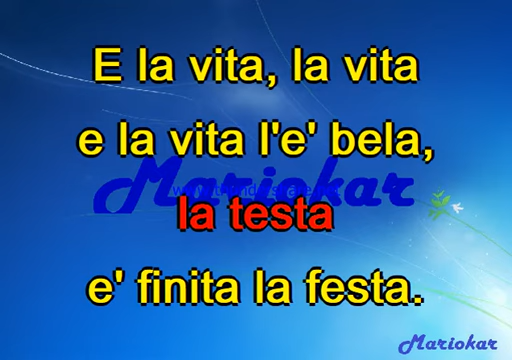 E la vita, la vita
e la vita l'e' bela,
Mariokar
la testa
e' finita la festa.
Mariokar